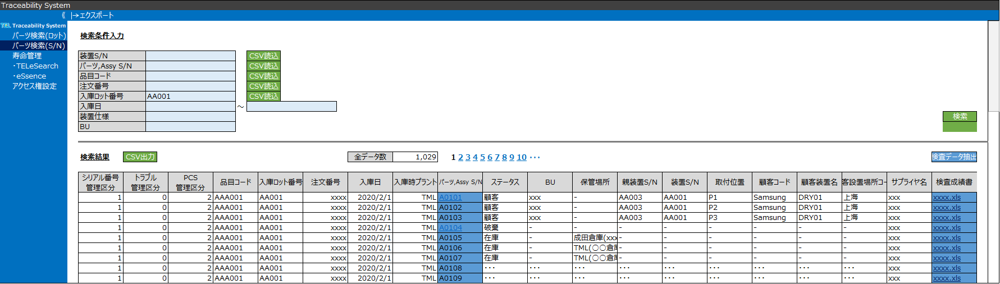 Traceability System
《 |→エクスポート
TEL Traceability System
パーツ検索(ロット)
パーツ検索(S/N)
寿命管理
・TELeSearch
・eSsence
アクセス権設定
検索条件入力
装置S/N CSV読込
パーツ,Assy S/N CSV読込
品目コード CSV読込
注文番号 CSV読込
入庫ロット番号 AA001 CSV読込
入庫日 ～
装置仕様 検索
BU
検索結果 CSV出力 全データ数 1,029 1 2 3 4 5 6 7 8 9 10 ・・・ 検査データ抽出
シリアル番号管理区分 トラブル管理区分 PCS管理区分 品目コード 入庫ロット番号 注文番号 入庫日 入庫時プラント パーツ,Assy S/N ステータス BU 保管場所 親装置S/N 装置S/N 取付位置 顧客コード 顧客装置名 客設置場所コー サプライヤ名 検査成績書
1 0 2 AAA001 AA001 xxxx 2020/2/1 TML A0101 顧客 xxx - AA003 AA001 P1 Samsung DRY01 上海 xxx xxxx.xls
1 0 2 AAA001 AA001 xxxx 2020/2/1 TML A0102 顧客 xxx - AA003 AA001 P2 Samsung DRY01 上海 xxx xxxx.xls
1 0 2 AAA001 AA001 xxxx 2020/2/1 TML A0103 顧客 xxx - AA003 AA001 P3 Samsung DRY01 上海 xxx xxxx.xls
1 0 2 AAA001 AA001 xxxx 2020/2/1 TML A0104 破棄 - - - - - - - - xxx xxxx.xls
1 0 2 AAA001 AA001 xxxx 2020/2/1 TML A0105 在庫 - 成田倉庫(xxx - - - - - - xxx xxxx.xls
1 0 2 AAA001 AA001 xxxx 2020/2/1 TML A0106 在庫 - TML(○○倉庫 - - - - - - xxx xxxx.xls
1 0 2 AAA001 AA001 xxxx 2020/2/1 TML A0107 在庫 - TML(○○倉庫 - - - - - - xxx xxxx.xls
1 0 2 AAA001 AA001 xxxx 2020/2/1 TML A0108 ・・・ ・・・ ・・・ ・・・ ・・・ ・・・ ・・・ ・・・ ・・・ xxx xxxx.xls
1 0 2 AAA001 AA001 xxxx 2020/2/1 TML A0109 ・・・ ・・・ ・・・ ・・・ ・・・ ・・・ ・・・ ・・・ ・・・ xxx xxxx.xls